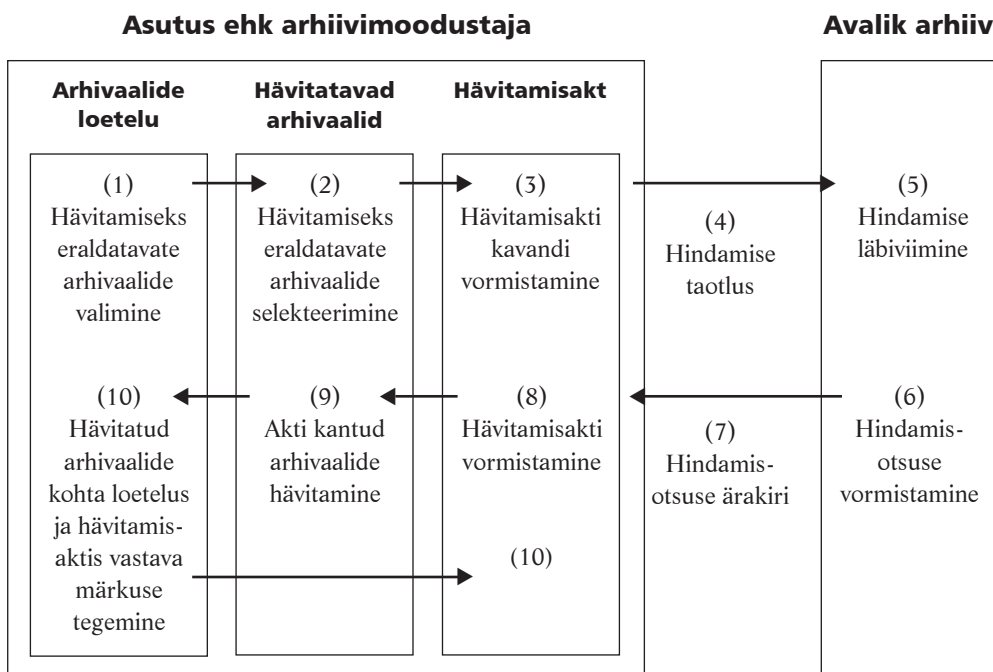 Asutus ehk arhiivimoodustaja
Avalik arhiiv
Arhivaalide
loetelu
Hävitatavad
arhivaalid
Hävitamisakt
(1)
Hävitamiseks
eraldatavate
arhivaalide
valimine
(2)
Hävitamiseks
eraldatavate
arhivaalide
selekteerimine
(3)
Hävitamisakti
kavandi
vormistamine
(4)
Hindamise
taotlus
(5)
Hindamise
läbiviimine
(6)
Hindamis-
otsuse
vormistamine
(7)
Hindamis-
otsuse ärakiri
(8)
Hävitamisakti
vormistamine
(9)
Akti kantud
arhivaalide
hävitamine
(10)
Hävitatud
arhivaalide
kohta loetelus
ja hävitamis-
aktis vastava
märkuse
tegemine
(10)